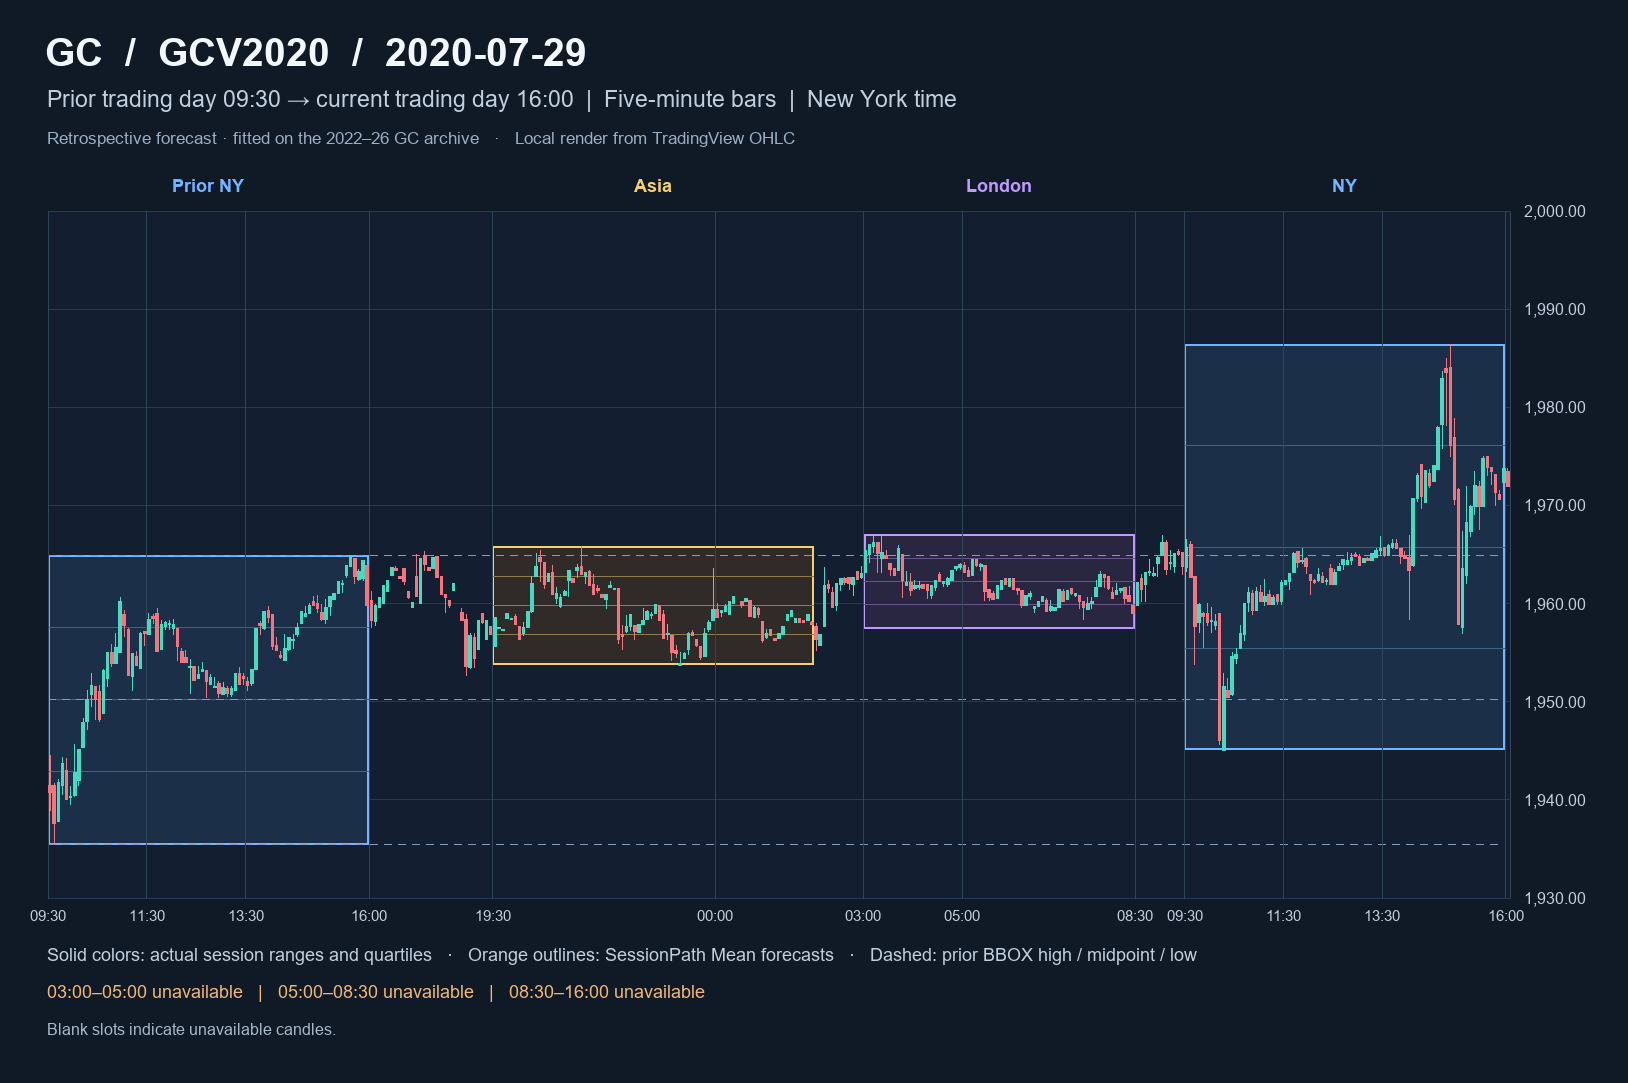 GC / GCV2020 / 2020-07-29
Prior trading day 09:30 → current trading day 16:00 | Five-minute bars | New York time
Retrospective forecast · fitted on the 2022–26 GC archive · Local render from TradingView OHLC
Prior NY Asia London NY
2,000.00
1,990.00
1,980.00
1,970.00
1,960.00
1,950.00
1,940.00
1,930.00
09:30 11:30 13:30 16:00 19:30 00:00 03:00 05:00 08:30 09:30 11:30 13:30 16:00
Solid colors: actual session ranges and quartiles · Orange outlines: SessionPath Mean forecasts · Dashed: prior BBOX high / midpoint / low
03:00–05:00 unavailable | 05:00–08:30 unavailable | 08:30–16:00 unavailable
Blank slots indicate unavailable candles.